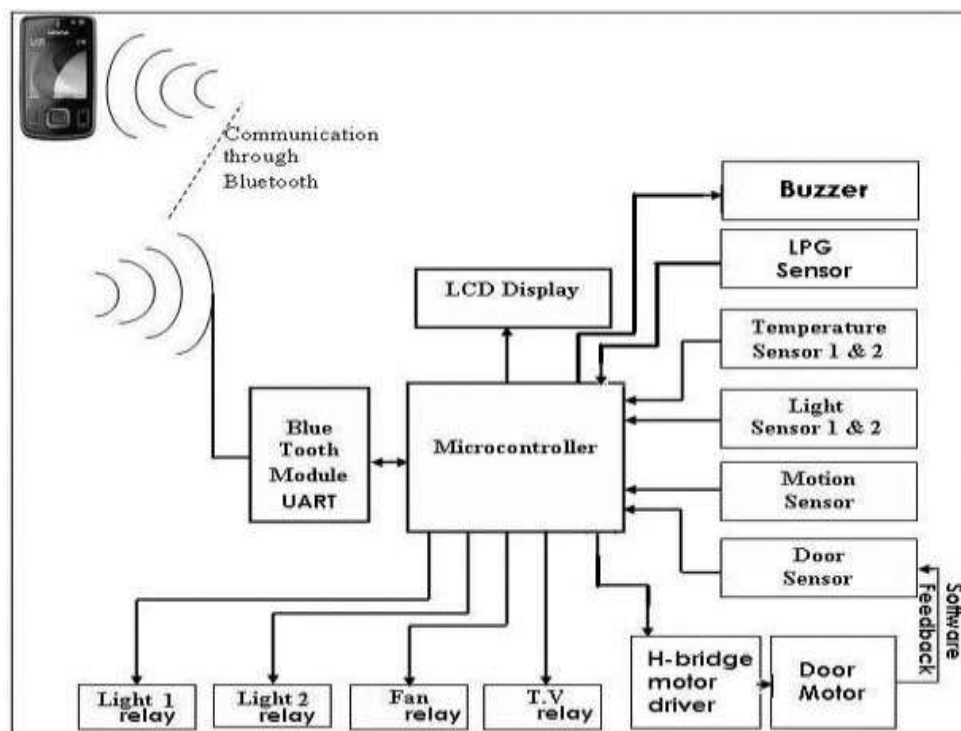 Communication
through
Bluetooth
Buzzer
LPG
Sensor
LCD Display
Temperature
Sensor 1 & 2
Light
Sensor 1 & 2
Blue
Tooth
Module
UART
Microcontroller
Motion
Sensor
Door
Sensor
Software
Feedback
H-bridge
motor
driver
Door
Motor
Light 1
relay
Light 2
relay
Fan
relay
T.V
relay